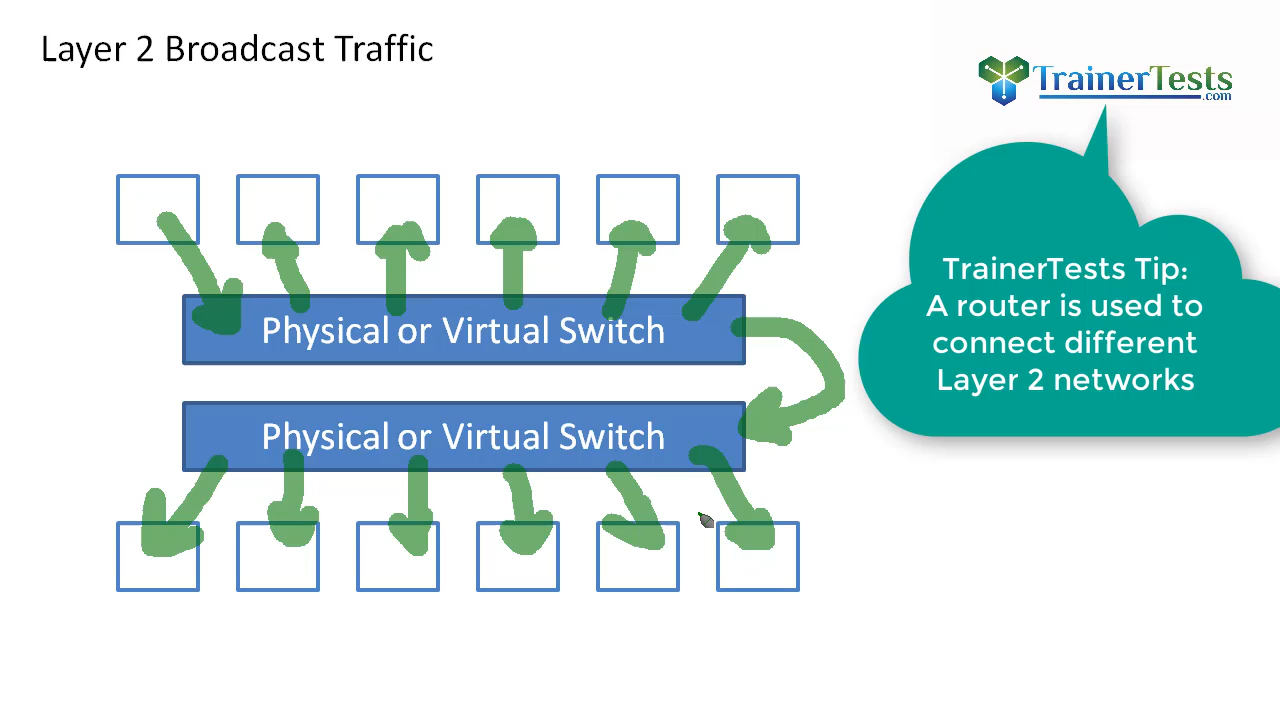 Layer 2 Broadcast Traffic
TrainerTests
.com
TrainerTests Tip:
A router is used to
connect different
Layer 2 networks
Physical or Virtual Switch
Physical or Virtual Switch